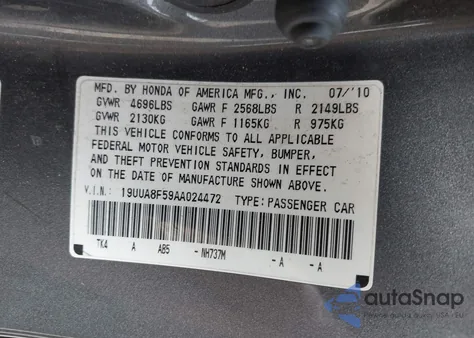 MFD. BY HONDA OF AMERICA MFG., INC. 07/'10
GVWR 4696LBS GAWR F 2568LBS R 2149LBS
GVWR 2130KG GAWR F 1165KG R 975KG
THIS VEHICLE CONFORMS TO ALL APPLICABLE
FEDERAL MOTOR VEHICLE SAFETY, BUMPER,
AND THEFT PREVENTION STANDARDS IN EFFECT
ON THE DATE OF MANUFACTURE SHOWN ABOVE.
V.I.N.: 19UUA8F59AA024472 TYPE: PASSENGER CAR
TK4 A AB5 -NH737M -A -A
autoSnap